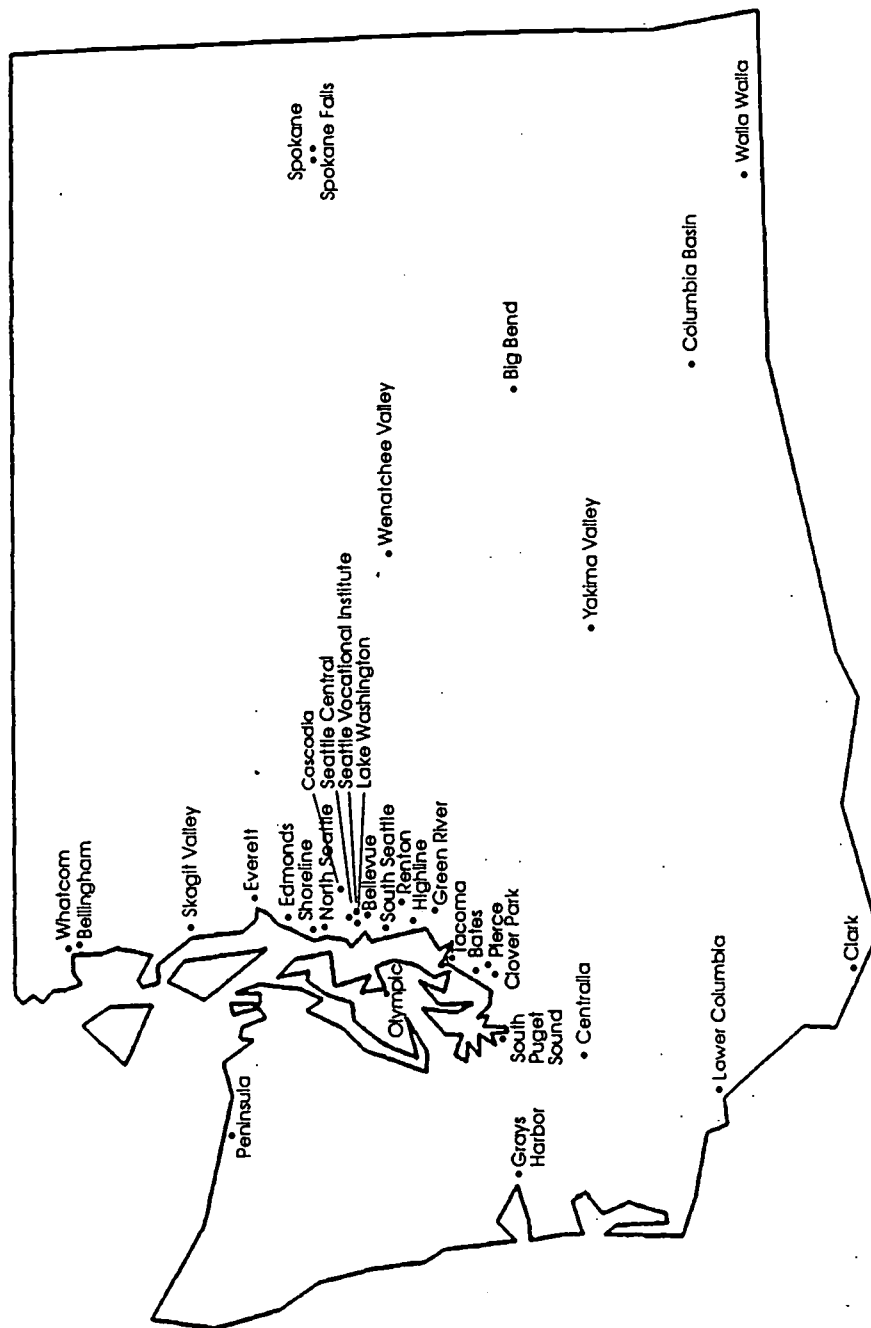 Whatcom
Bellingham
Skagit Valley
Everett
Edmonds
Shoreline
North Seattle
Cascadia
Seattle Central
Seattle Vocational Institute
Lake Washington
Bellevue
South Seattle
Renton
Highline
Green River
Tacoma
Bates
Pierce
Clover Park
Olympic
South
Puget
Sound
Centralia
Peninsula
Grays
Harbor
Lower Columbia
Clark
Wenatchee Valley
Yakima Valley
Big Bend
Columbia Basin
Walla Walla
Spokane
Spokane Falls